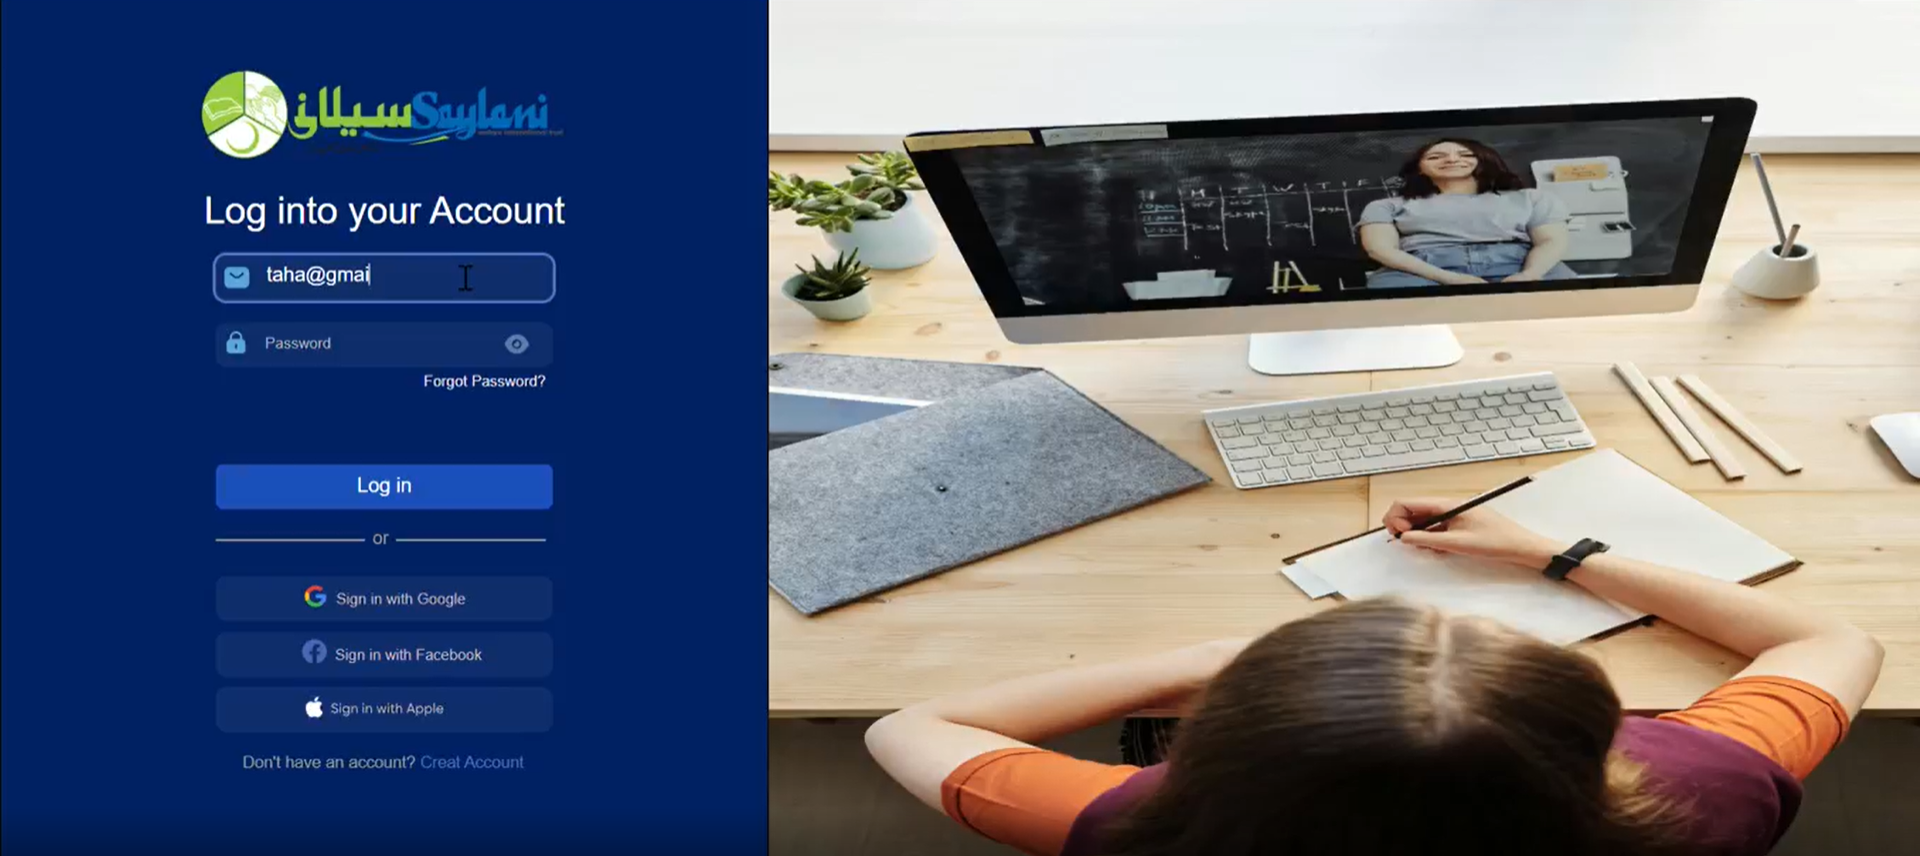 سیلانی Saylani
Log into your Account
taha@gmai
Password
Forgot Password?
Log in
or
Sign in with Google
Sign in with Facebook
Sign in with Apple
Don't have an account? Creat Account
M T W T F